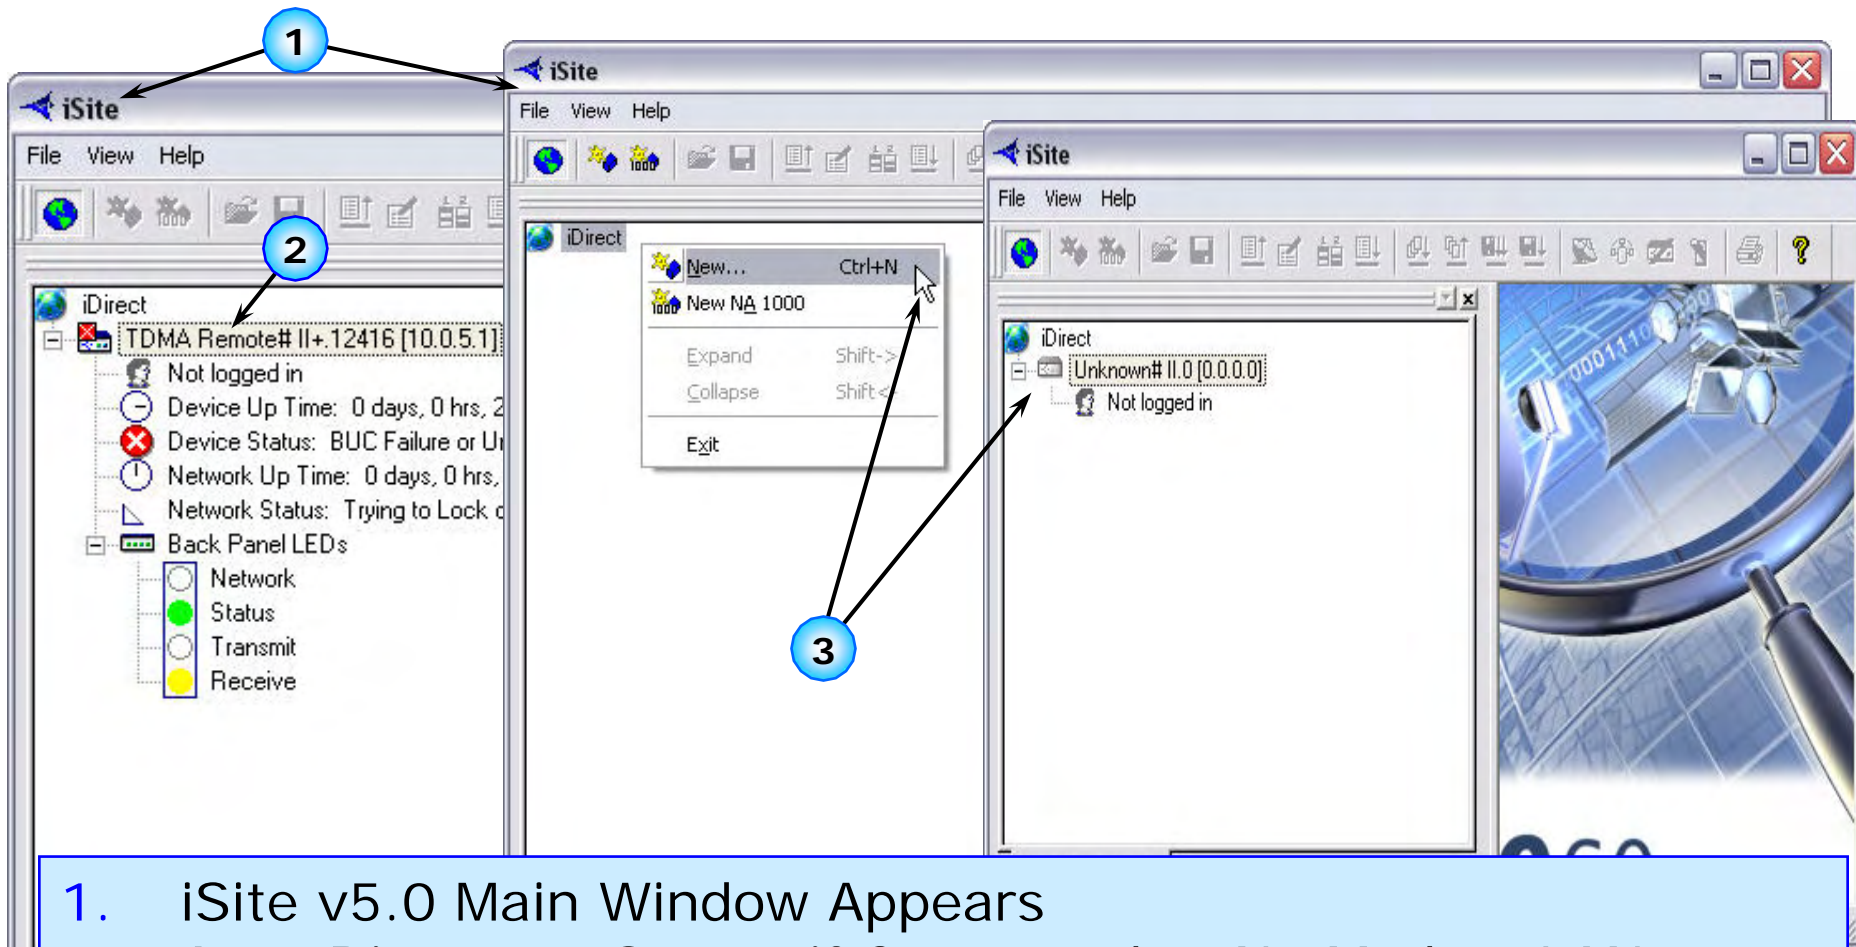 1
iSite
File View Help
2
iDirect
TDMA Remote# II+.12416 [10.0.5.1]
Not logged in
Device Up Time: 0 days, 0 hrs, 2
Device Status: BUC Failure or
Network Up Time: 0 days, 0 hrs,
Network Status: Trying to Lock
Back Panel LEDs
Network
Status
Transmit
Receive
iSite
File View Help
1000
iDirect
New... Ctrl+N
New NA 1000
Expand Shift->
Collapse
Exit
3
iSite
File View Help
iDirect
Unknown# II.0 [0.0.0.0]
Not logged in
1. iSite v5.0 Main Window Appears